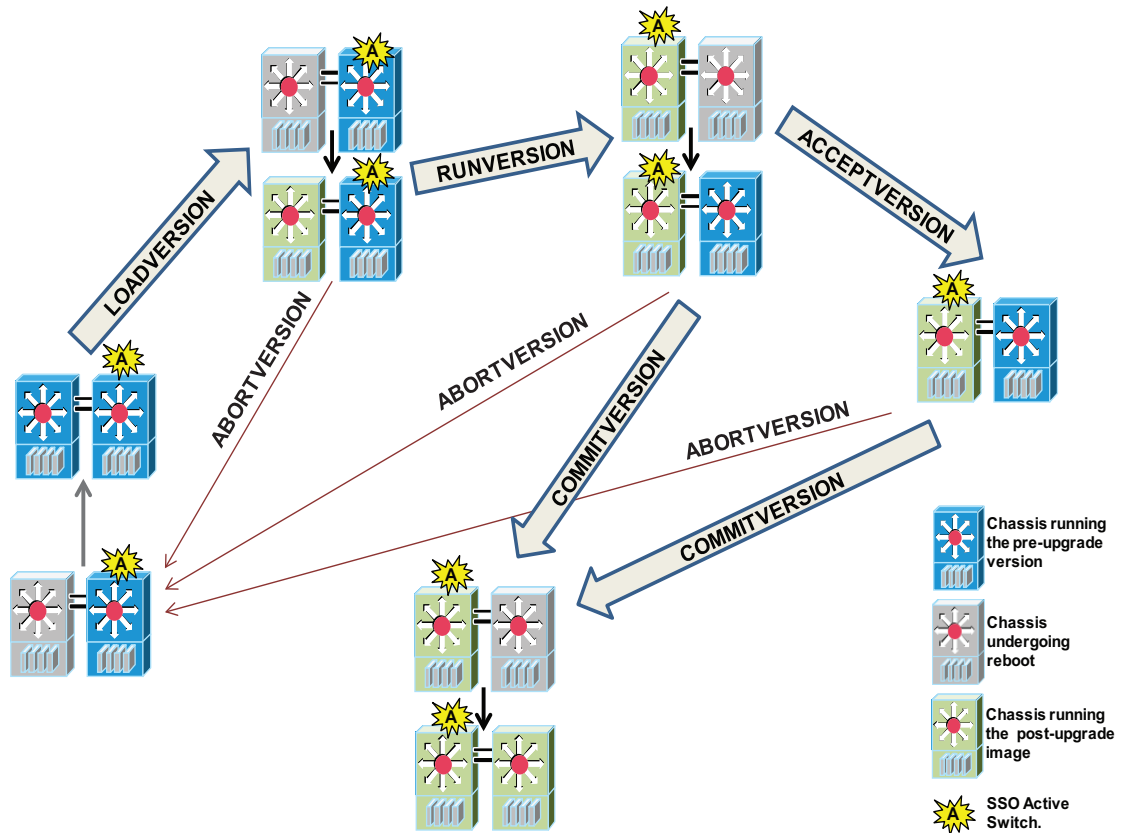 A
A
A
A
RUNVERSION
ACCEPTVERSION
LOADVERSION
A
ABORTVERSION
ABORTVERSION
COMMITVERSION
A
ABORTVERSION
COMMITVERSION
A
A
A
Chassis running
the pre-upgrade
version
Chassis
undergoing
reboot
Chassis running
the post-upgrade
image
A
SSO Active
Switch.